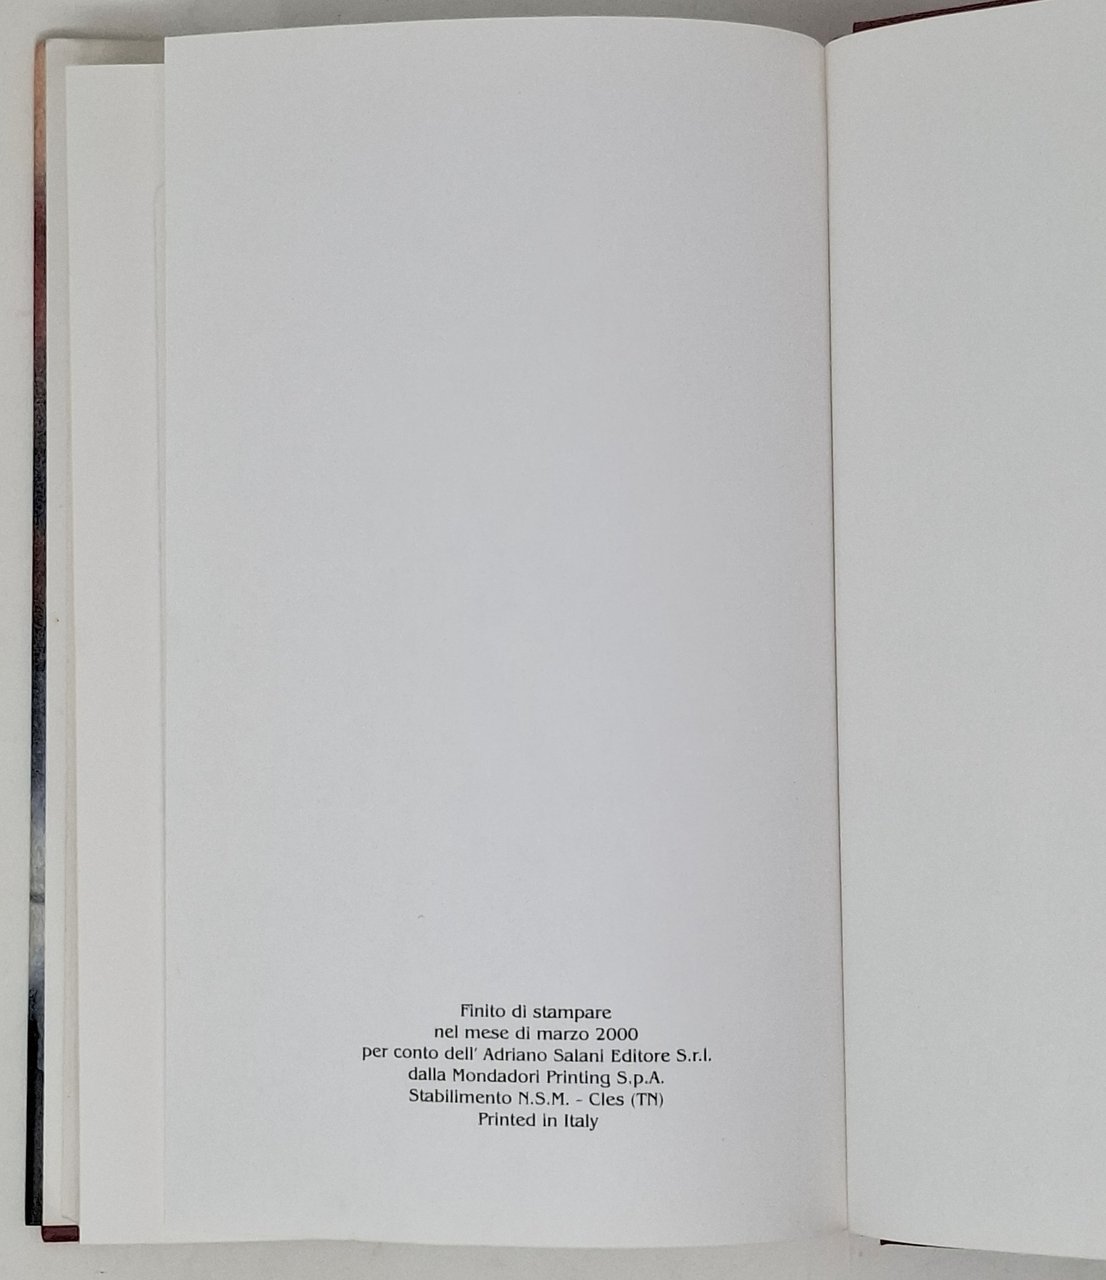 Finito di stampare
nel mese di marzo 2000
per conto dell' Adriano Salani Editore S.r.l.
dalla Mondadori Printing S.p.A.
Stabilimento N.S.M. - Cles (TN)
Printed in Italy